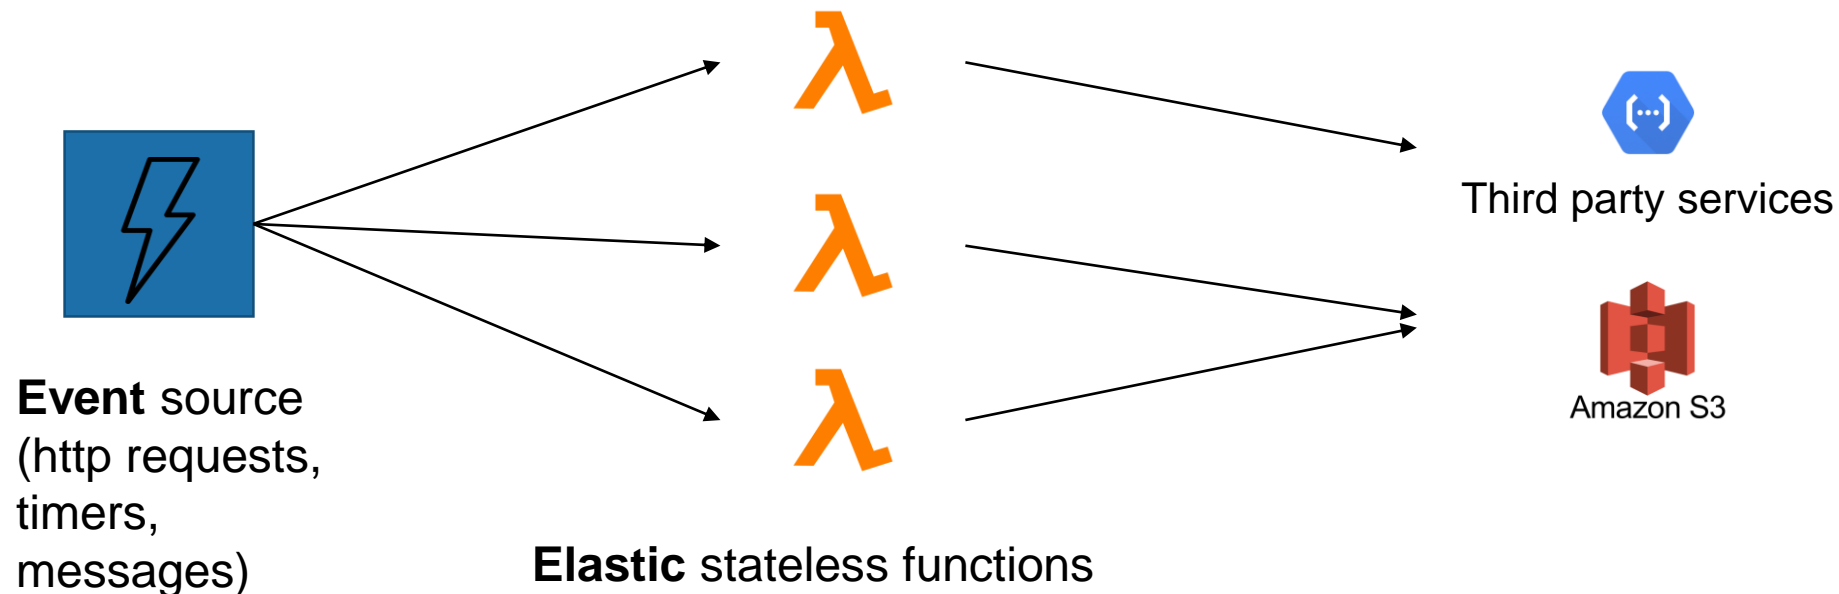 Third party services
Amazon S3
Event source
(http requests,
timers,
messages)
Elastic stateless functions